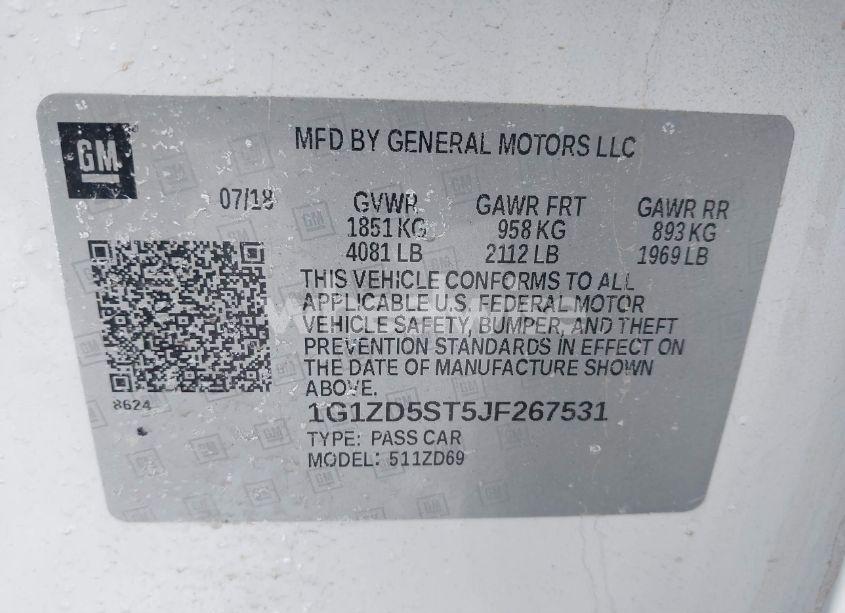 GM
MFD BY GENERAL MOTORS LLC
07/18
GVWR GAWR FRT GAWR RR
1851 KG 958 KG 893 KG
4081 LB 2112 LB 1969 LB
THIS VEHICLE CONFORMS TO ALL
APPLICABLE U.S. FEDERAL MOTOR
VEHICLE SAFETY, BUMPER, AND THEFT
PREVENTION STANDARDS IN EFFECT ON
THE DATE OF MANUFACTURE SHOWN
ABOVE.
8624
1G1ZD5ST5JF267531
TYPE: PASS CAR
MODEL: 511ZD69